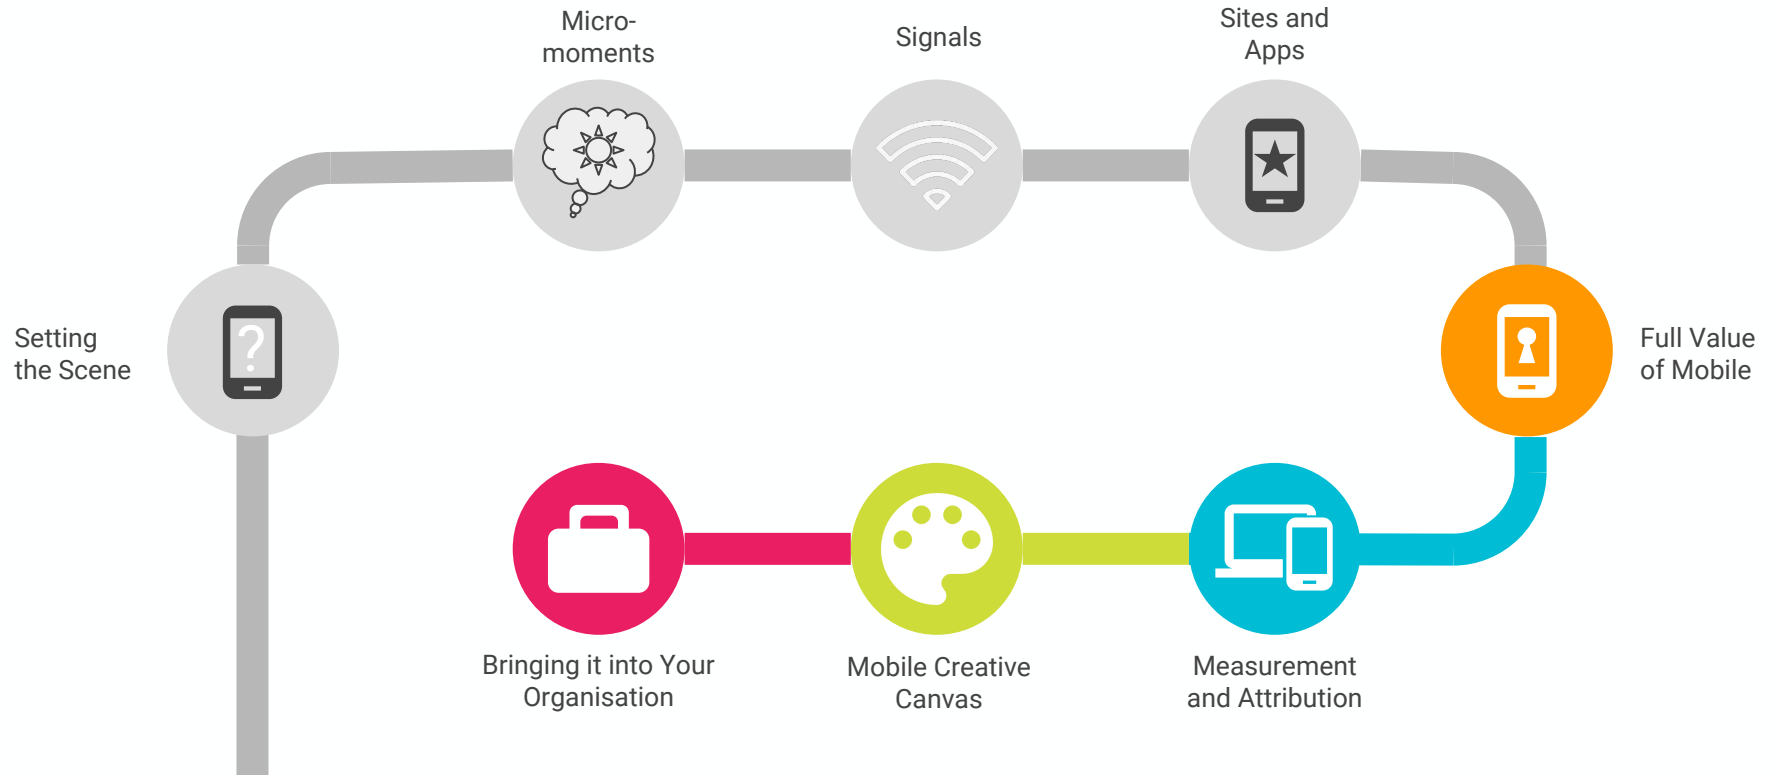 Micro-
moments
Signals
Sites and
Apps
Setting
the Scene
?
Full Value
of Mobile
Bringing it into Your
Organisation
Mobile Creative
Canvas
Measurement
and Attribution